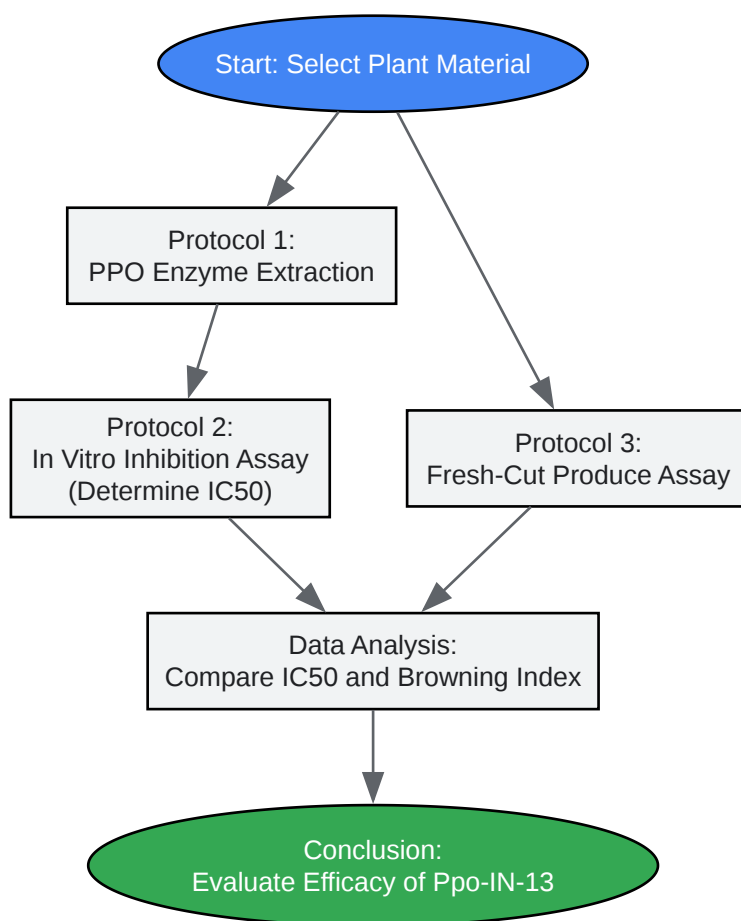 Start: Select Plant Material
Protocol 1:
PPO Enzyme Extraction
Protocol 2:
In Vitro Inhibition Assay
(Determine IC50)
Protocol 3:
Fresh-Cut Produce Assay
Data Analysis:
Compare IC50 and Browning Index
Conclusion:
Evaluate Efficacy of Ppo-IN-13